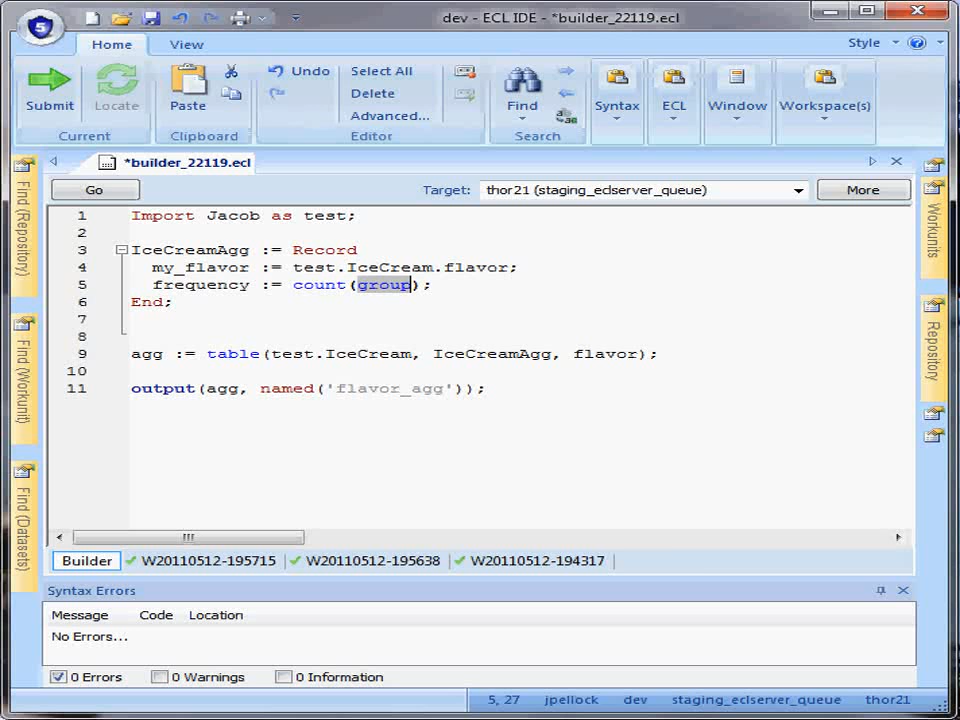 dev - ECL IDE - *builder_22119.ecl
5
Home View Style
Submit Locate Paste Undo Select All Delete Advanced... Find Syntax ECL Window Workspace(s)
Current Clipboard Editor Search
*builder_22119.ecl
Go Target: thor21 (staging_eclserver_queue) More
1 Import Jacob as test;
2
3 IceCreamAgg := Record
4 my_flavor := test.IceCream.flavor;
5 frequency := count(group);
6 End;
7
8
9 agg := table(test.IceCream, IceCreamAgg, flavor);
10
11 output(agg, named('flavor_agg'));
Find (Repository)
Find (Workunit)
Find (Datasets)
Workunits
Repository
Builder W20110512-195715 W20110512-195638 W20110512-194317
Syntax Errors
Message Code Location
No Errors...
0 Errors 0 Warnings 0 Information
5, 27 jpellock dev staging_eclserver_queue thor21